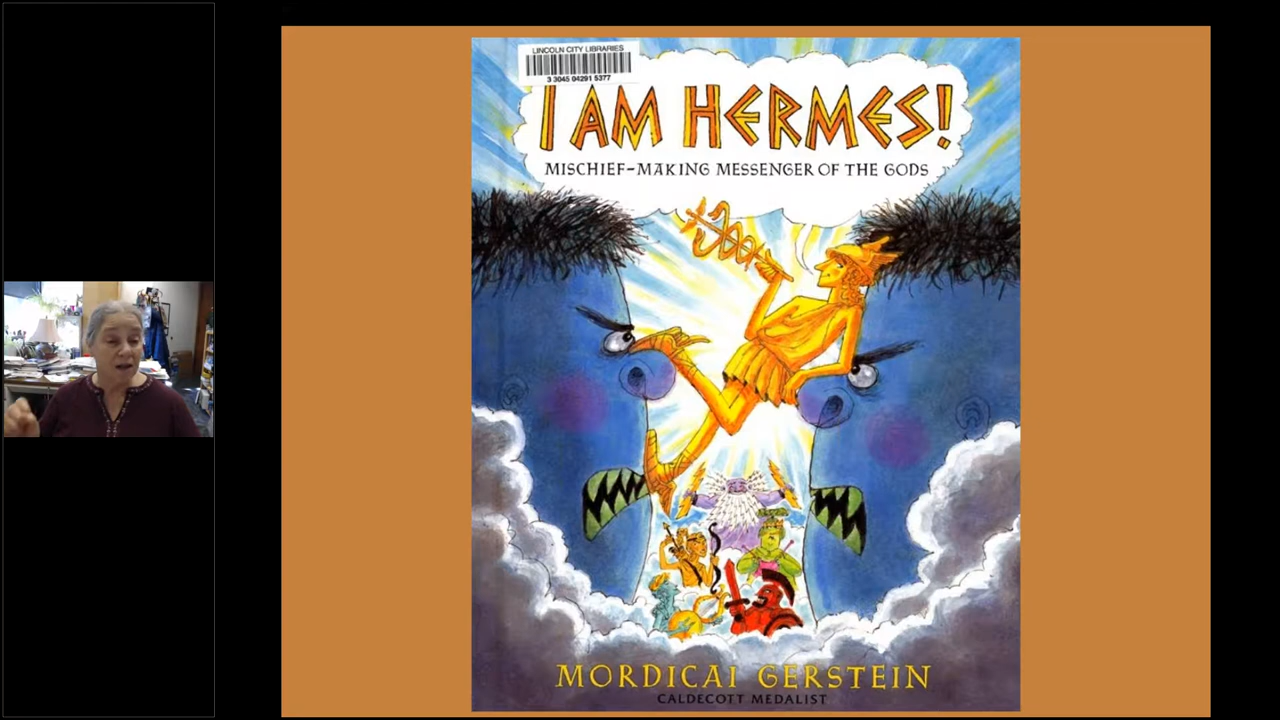 LINCOLN CITY LIBRARIES
3 3045 04291 5377
I AM HERMES!
MISCHIEF-MAKING MESSENGER OF THE GODS
MORDICAI GERSTEIN
CALDECOTT MEDALIST